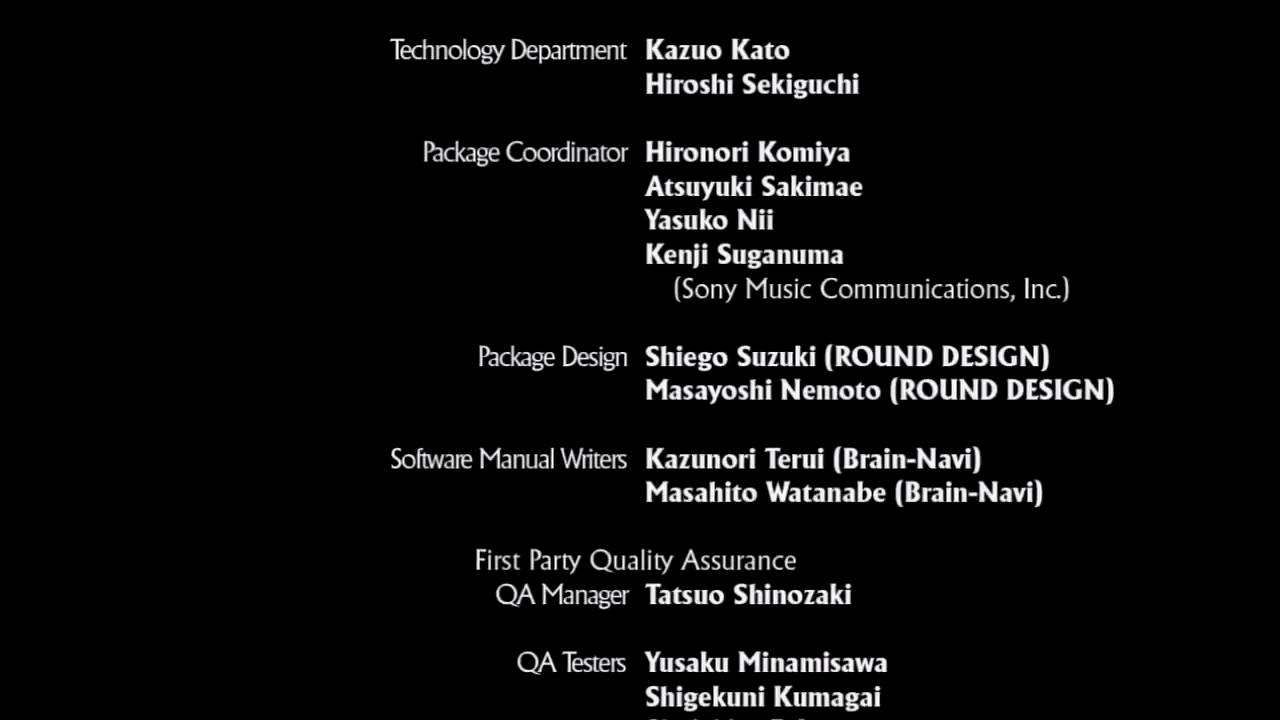 Technology Department Kazuo Kato
Hiroshi Sekiguchi
Package Coordinator Hironori Komiya
Atsuyuki Sakimae
Yasuko Nii
Kenji Suganuma
(Sony Music Communications, Inc.)
Package Design Shiego Suzuki (ROUND DESIGN)
Masayoshi Nemoto (ROUND DESIGN)
Software Manual Writers Kazunori Terui (Brain-Navi)
Masahito Watanabe (Brain-Navi)
First Party Quality Assurance
QA Manager Tatsuo Shinozaki
QA Testers Yusaku Minamisawa
Shigekuni Kumagai